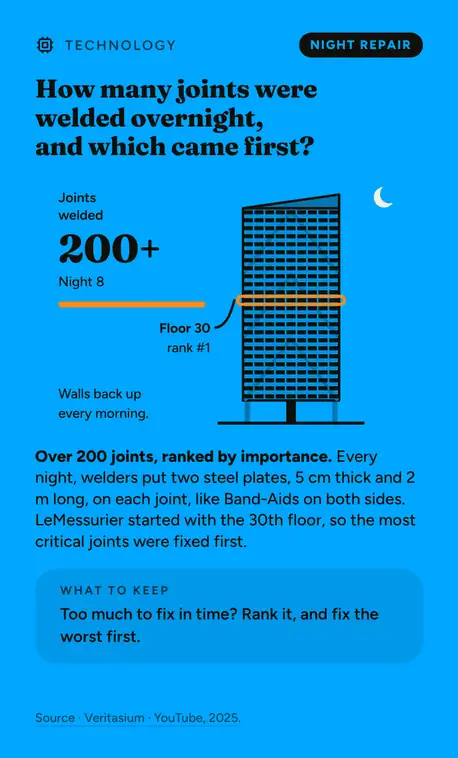 TECHNOLOGY
NIGHT REPAIR
How many joints were
welded overnight,
and which came first?
Joints
welded
200+
Night 8
Floor 30
rank #1
Walls back up
every morning.
Over 200 joints, ranked by importance. Every
night, welders put two steel plates, 5 cm thick and 2
m long, on each joint, like Band-Aids on both sides.
LeMessurier started with the 30th floor, so the most
critical joints were fixed first.
WHAT TO KEEP
Too much to fix in time? Rank it, and fix the
worst first.
Source · Veritasium · YouTube, 2025.